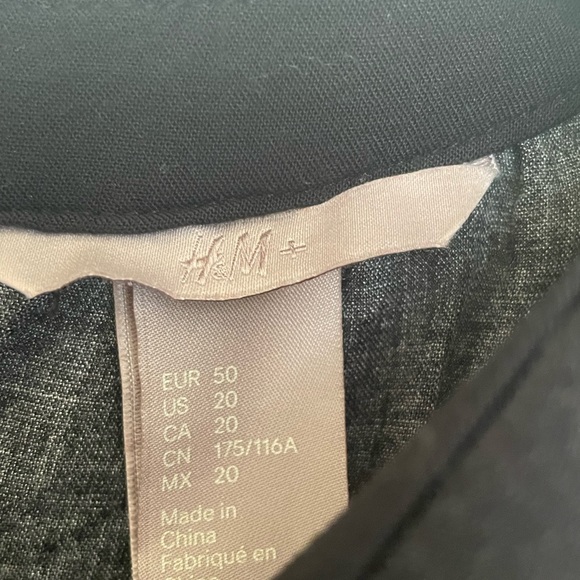 H&M+
EUR 50
US 20
CA 20
CN 175/116A
MX 20
Made in
China
Fabriqué en